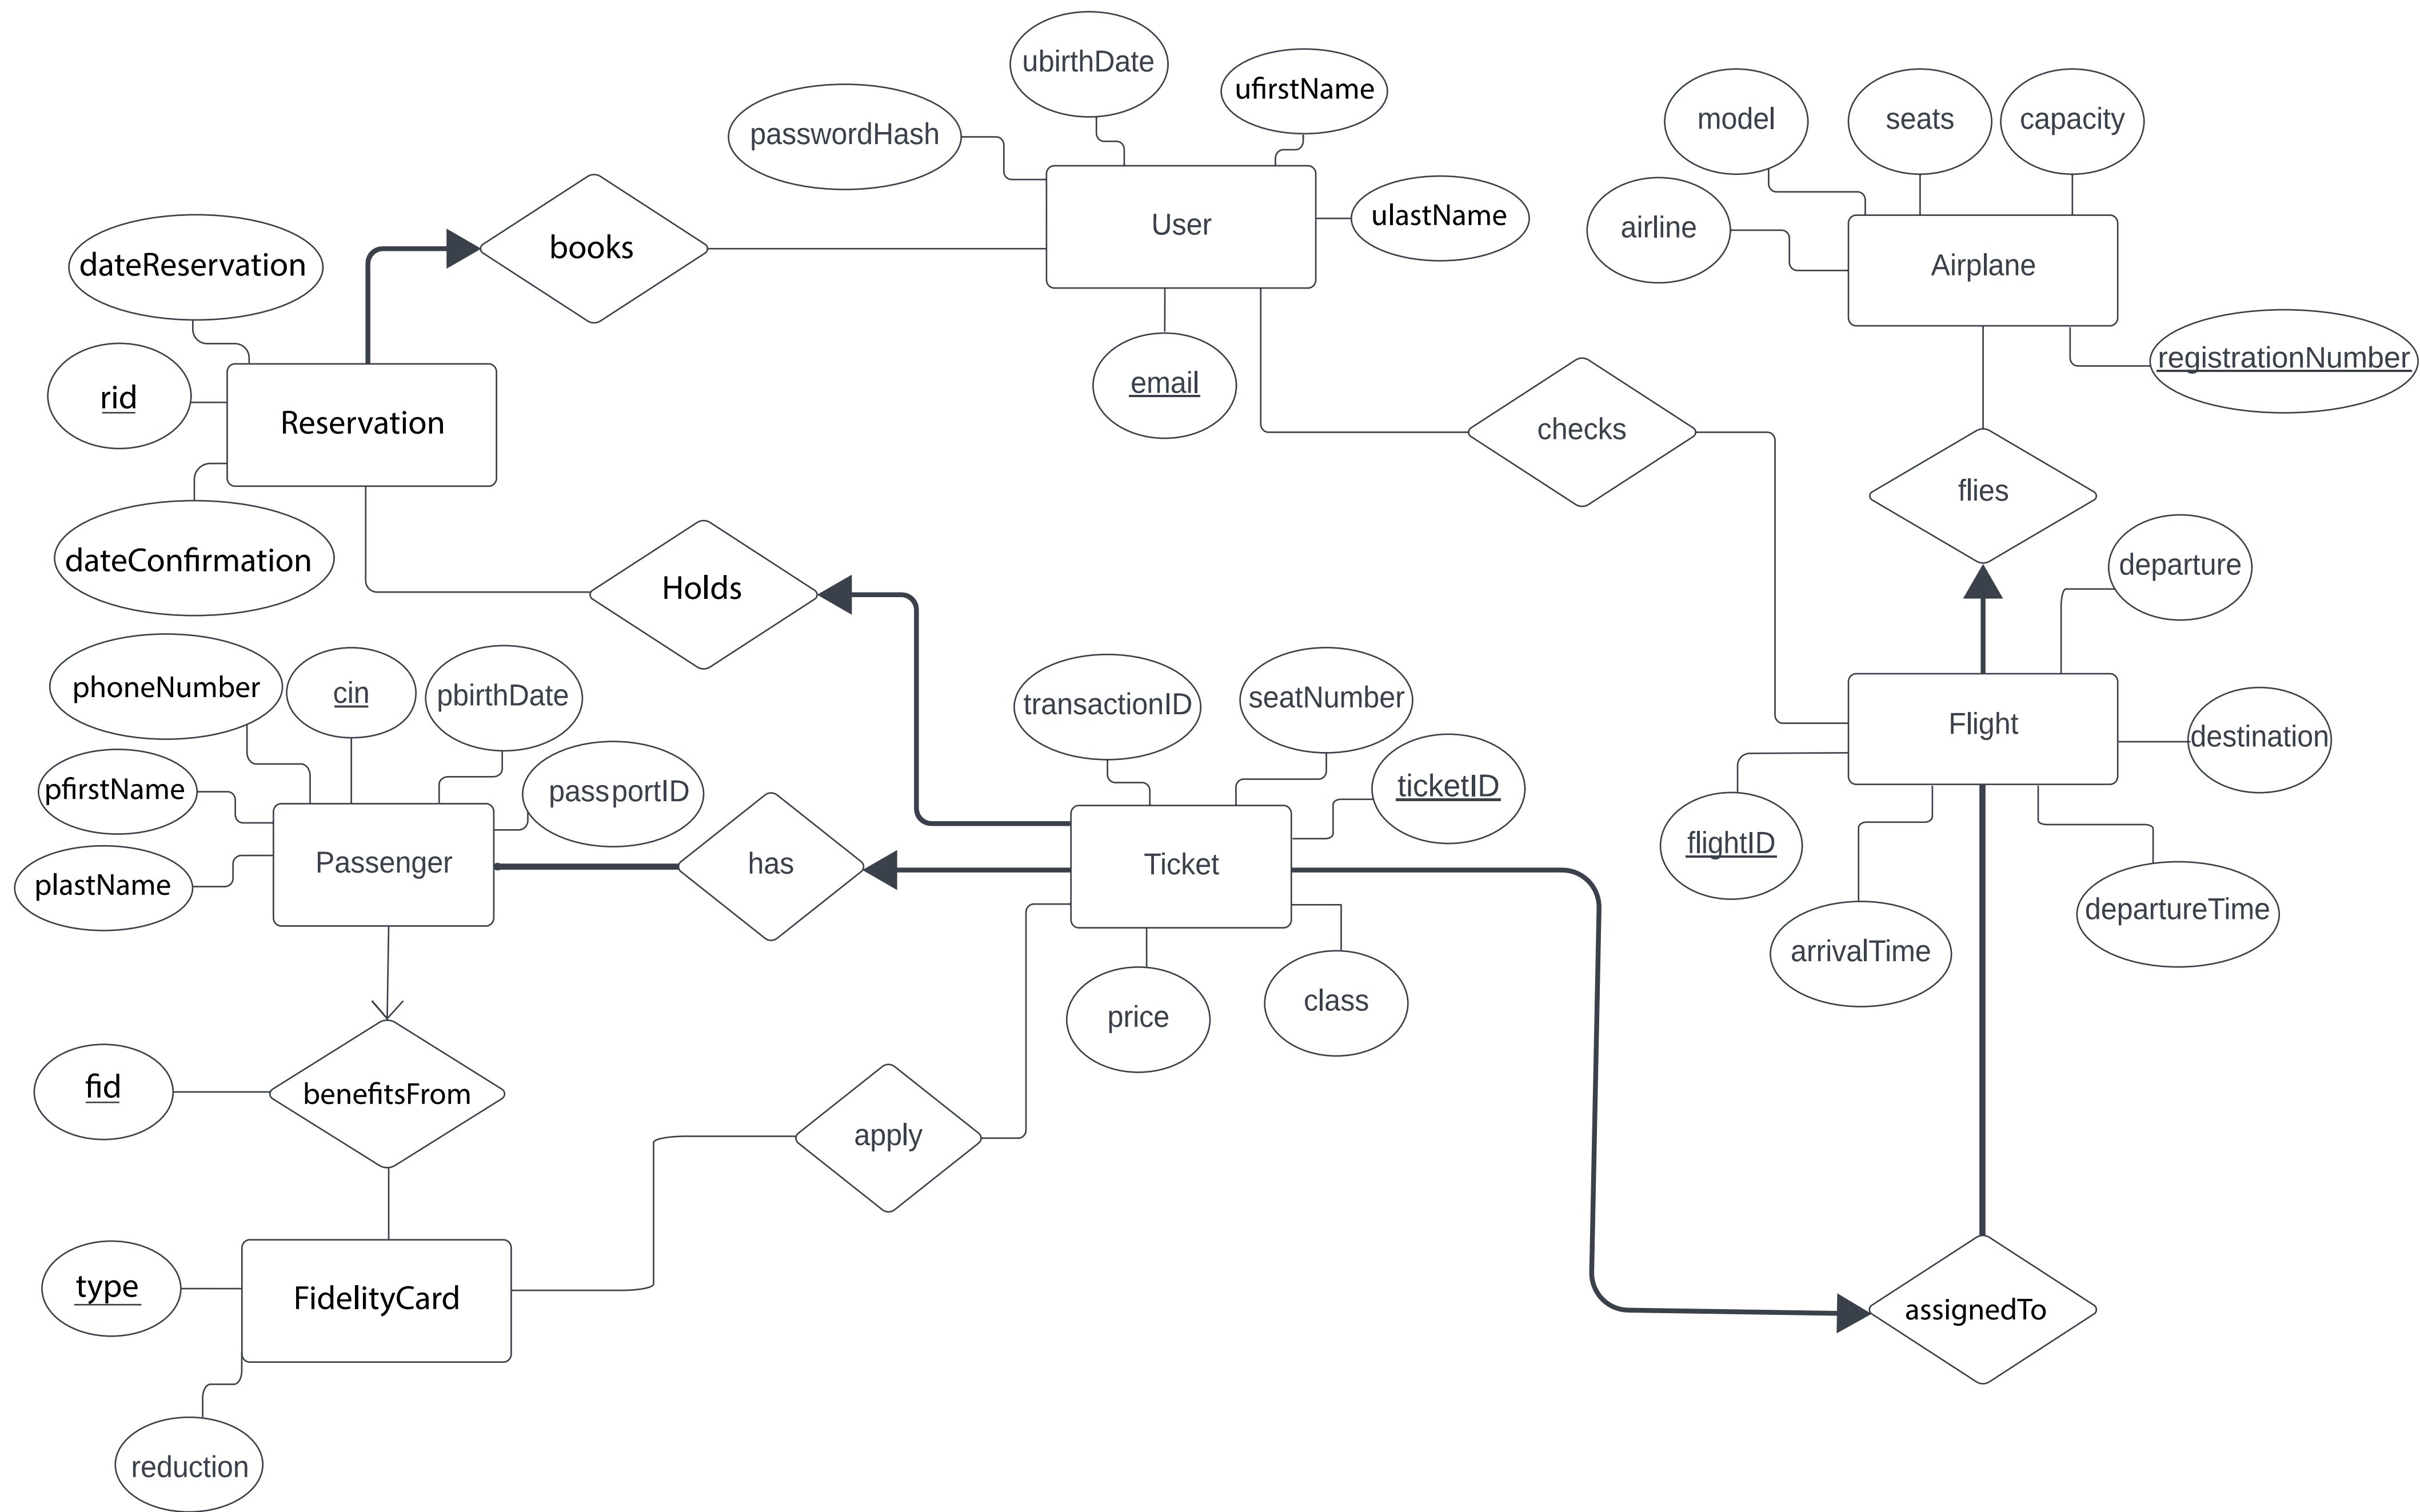 ubirthDate
ufirstName
passwordHash
model
seats
capacity
User
ulastName
airline
Airplane
dateReservation
books
email
registrationNumber
rid
Reservation
checks
flies
dateConfirmation
Holds
departure
phoneNumber
cin
pbirthDate
transactionID
seatNumber
Flight
destination
pfirstName
passportID
ticketID
plastName
Passenger
has
Ticket
flightID
departureTime
arrivalTime
price
class
fid
benefitsFrom
apply
type
FidelityCard
assignedTo
reduction